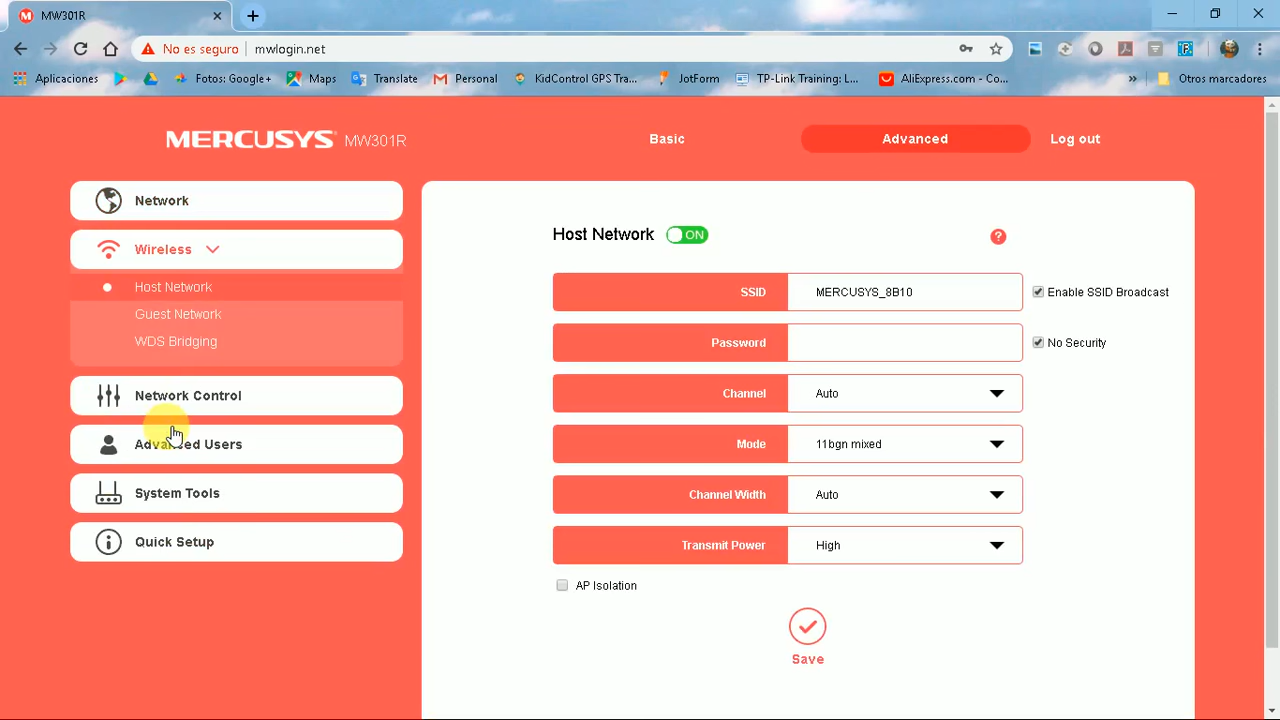 MW301R
No es seguro mwlogin.net
Aplicaciones Fotos: Google+ Maps Translate Personal KidControl GPS Tra... JotForm TP-Link Training: L... AliExpress.com - Co... » Otros marcadores
MERCUSYS MW301R Basic Advanced Log out
Network
Wireless
Host Network
Guest Network
WDS Bridging
Network Control
Advanced Users
System Tools
Quick Setup
Host Network ON ?
SSID MERCUSYS_8B10 Enable SSID Broadcast
Password No Security
Channel Auto
Mode 11bgn mixed
Channel Width Auto
Transmit Power High
AP Isolation
Save